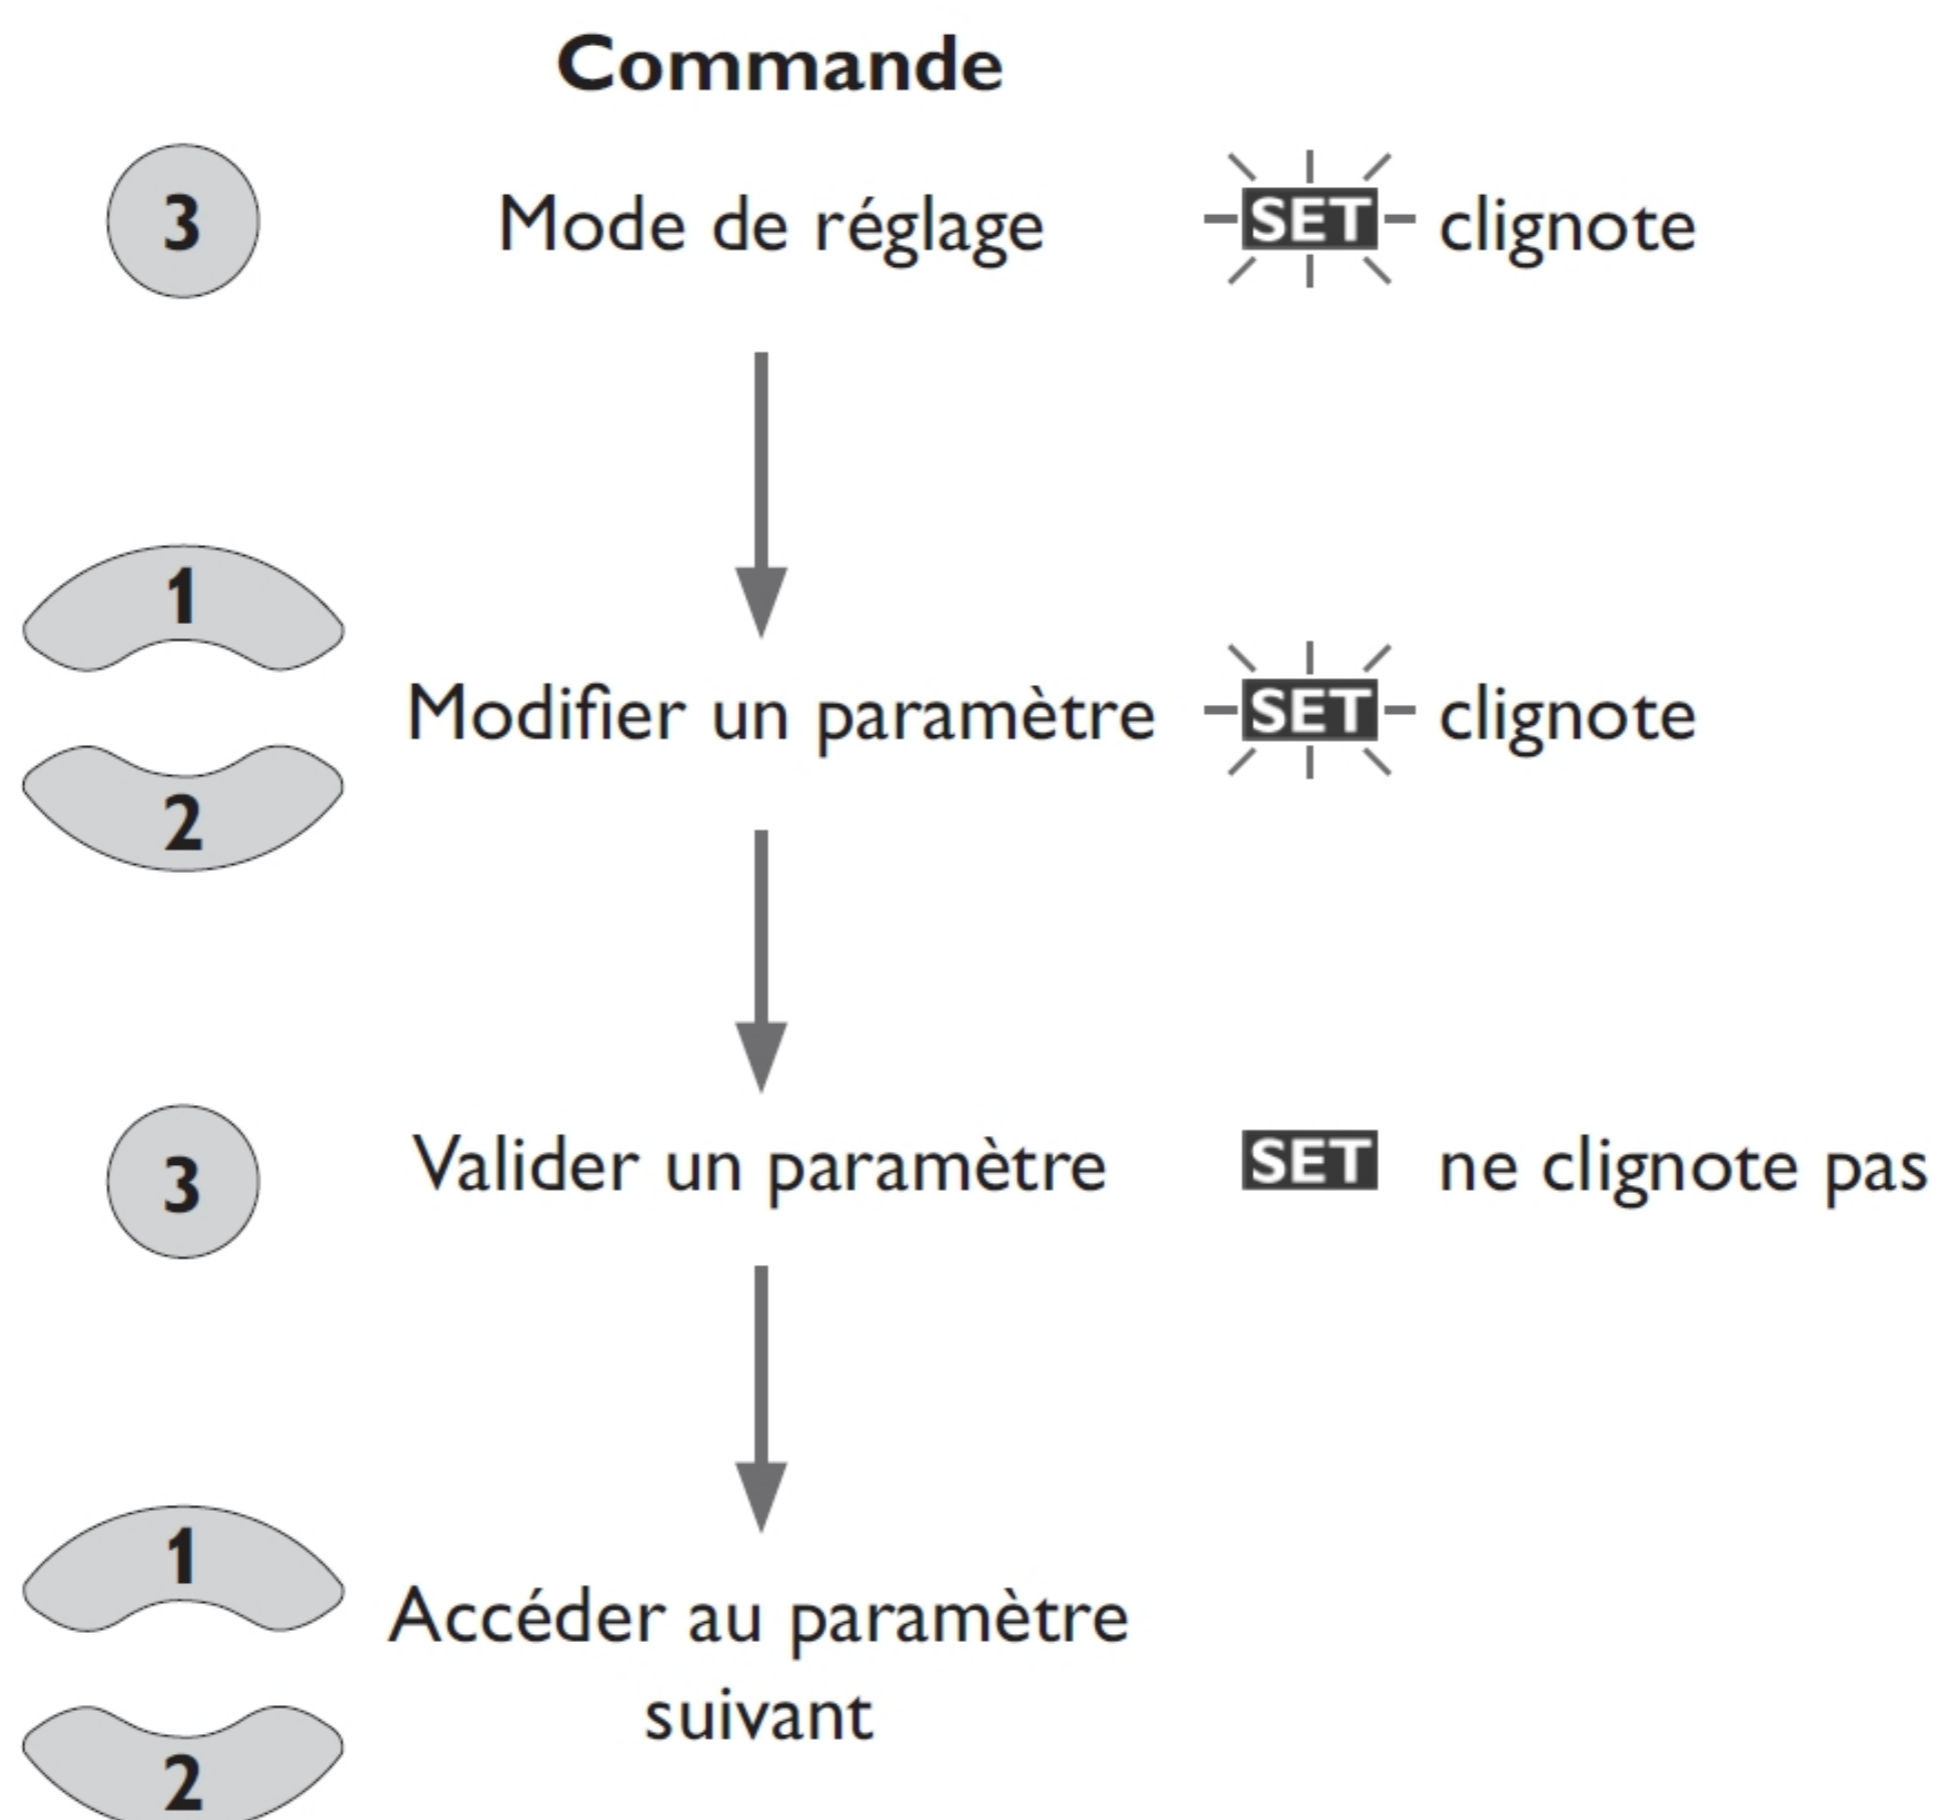 Commande
3 Mode de réglage SET clignote
1
Modifier un paramètre SET clignote
2
3 Valider un paramètre SET ne clignote pas
1
Accéder au paramètre
suivant
2